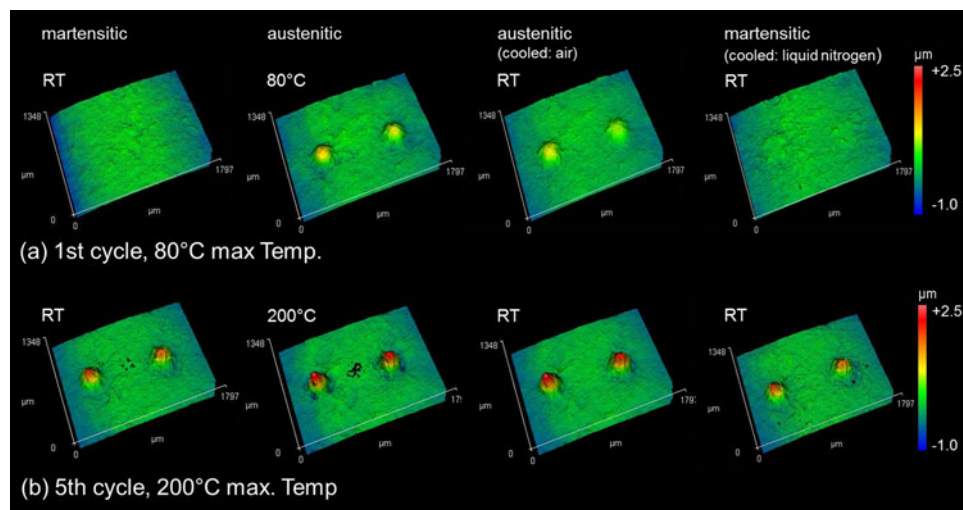 martensitic
austenitic
austenitic
(cooled: air)
martensitic
(cooled: liquid nitrogen)
µm
+2.5
-1.0
RT
1348
µm
0
0
µm
1797
80°C
1348
µm
0
0
µm
1797
RT
1348
µm
0
0
µm
1797
RT
1348
µm
0
0
µm
1797
(a) 1st cycle, 80°C max Temp.
µm
+2.5
-1.0
RT
1348
µm
0
0
µm
1797
200°C
1348
µm
0
0
µm
179
RT
1348
µm
0
0
µm
179
RT
1348
µm
0
0
µm
1797
(b) 5th cycle, 200°C max. Temp